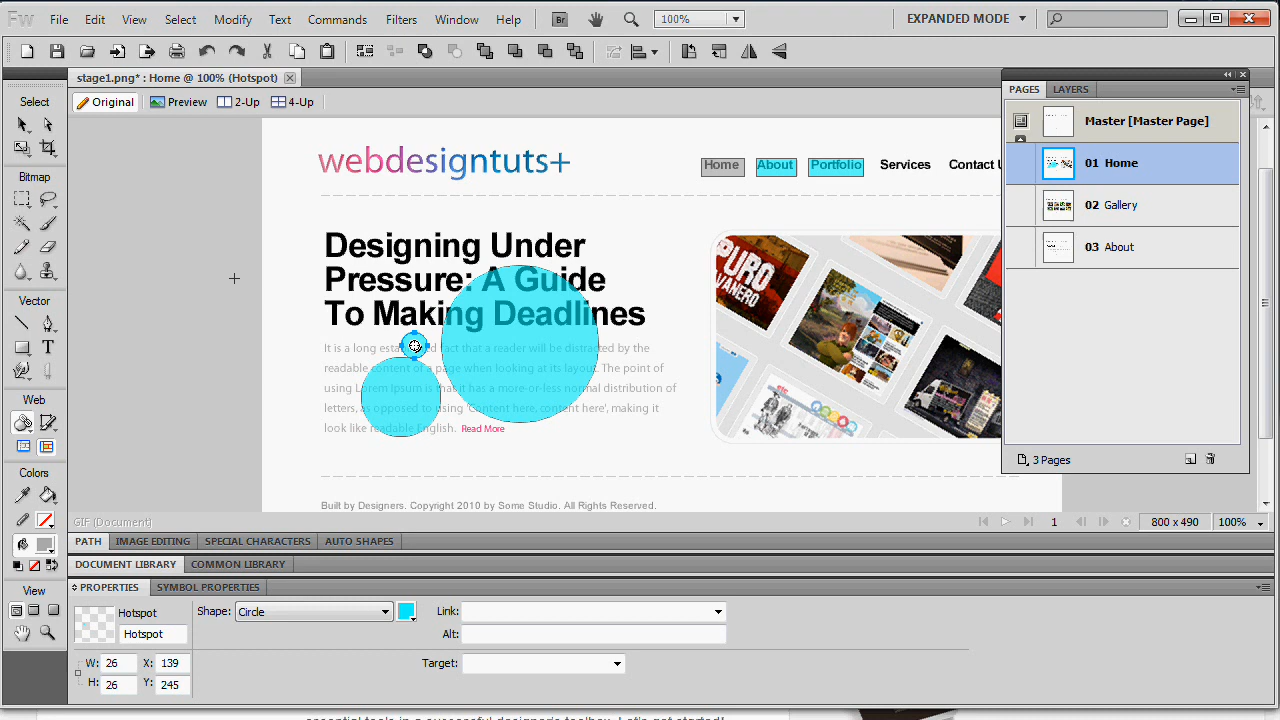 Fw File Edit View Select Modify Text Commands Filters Window Help Br 100% EXPANDED MODE
stage1.png* : Home @ 100% (Hotspot)
Original Preview 2-Up 4-Up
Select
Bitmap
Vector
Web
Colors
View
webdesigntuts+
Home About Portfolio Services Contact U
Designing Under
Pressure: A Guide
To Making Deadlines
It is a long established fact that a reader will be distracted by the
readable content of a page when looking at its layout. The point of
using Lorem Ipsum is that it has a more-or-less normal distribution of
letters, as opposed to using 'Content here, content here', making it
look like readable English. Read More
PURO
VANERO
etc
Built by Designers. Copyright 2010 by Some Studio. All Rights Reserved.
PAGES LAYERS
Master [Master Page]
01 Home
02 Gallery
03 About
3 Pages
GIF (Document) 1 800 x 490 100%
PATH IMAGE EDITING SPECIAL CHARACTERS AUTO SHAPES
DOCUMENT LIBRARY COMMON LIBRARY
PROPERTIES SYMBOL PROPERTIES
Hotspot Shape: Circle Link:
Hotspot Alt:
W: 26 X: 139 Target:
H: 26 Y: 245